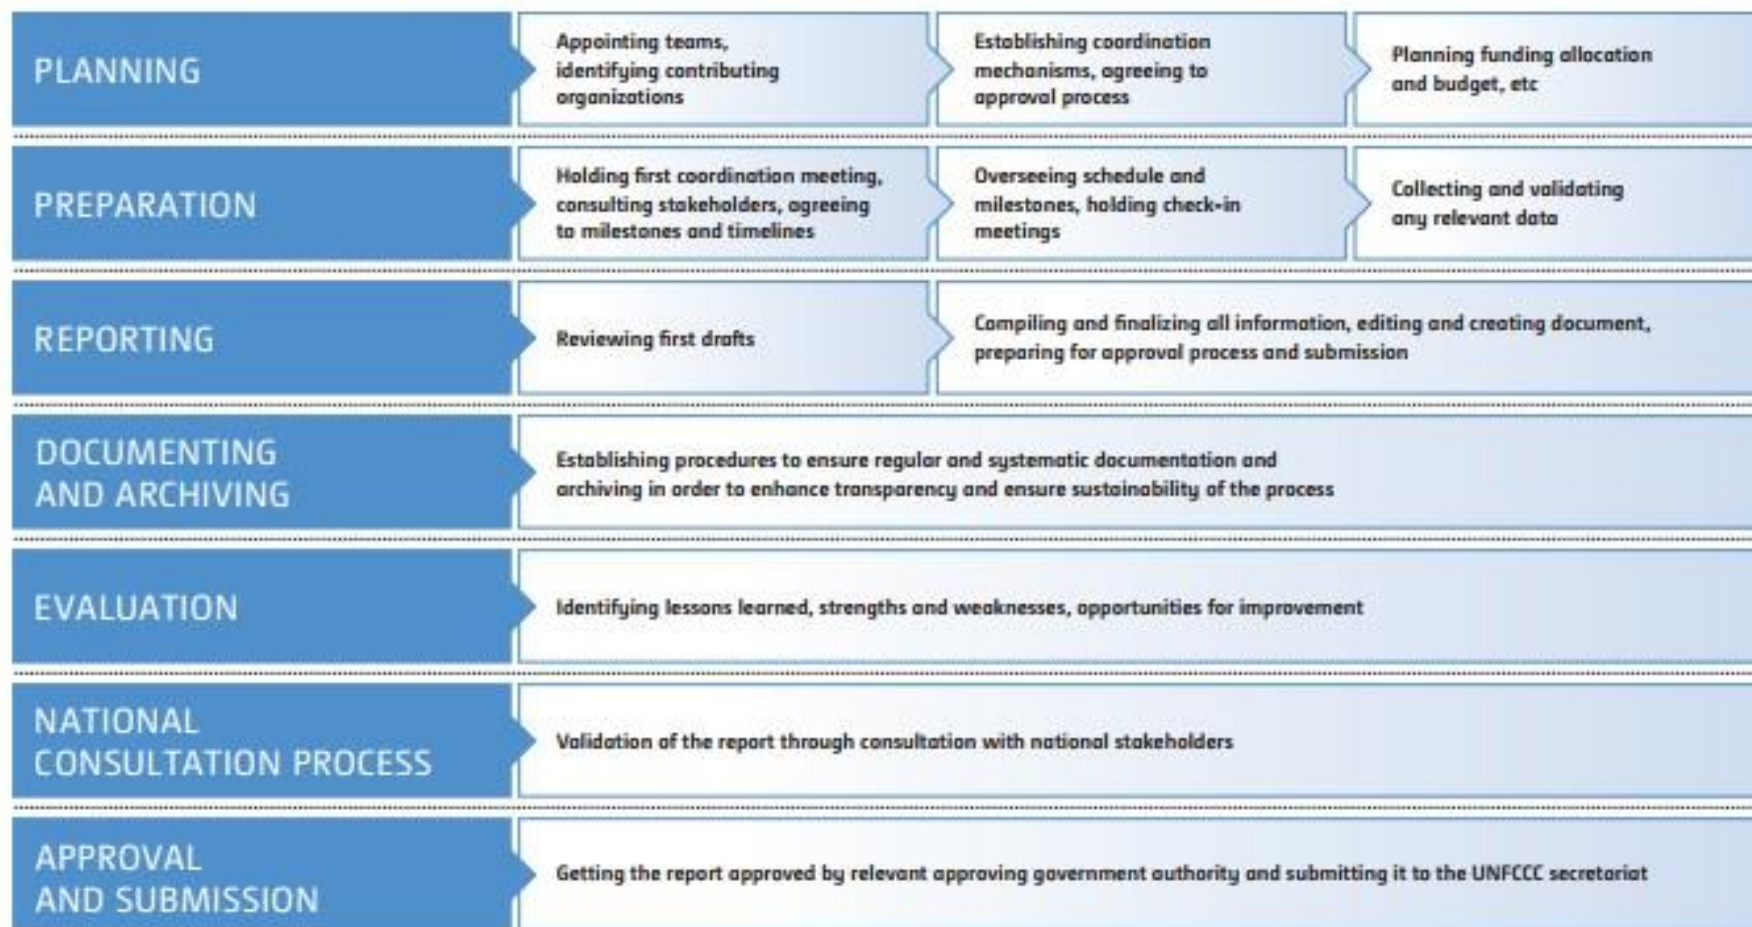 PLANNING
Appointing teams,
identifying contributing
organizations
Establishing coordination
mechanisms, agreeing to
approval process
Planning funding allocation
and budget, etc
PREPARATION
Holding first coordination meeting,
consulting stakeholders, agreeing
to milestones and timelines
Overseeing schedule and
milestones, holding check-in
meetings
Collecting and validating
any relevant data
REPORTING
Reviewing first drafts
Compiling and finalizing all information, editing and creating document,
preparing for approval process and submission
DOCUMENTING
AND ARCHIVING
Establishing procedures to ensure regular and systematic documentation and
archiving in order to enhance transparency and ensure sustainability of the process
EVALUATION
Identifying lessons learned, strengths and weaknesses, opportunities for improvement
NATIONAL
CONSULTATION PROCESS
Validation of the report through consultation with national stakeholders
APPROVAL
AND SUBMISSION
Getting the report approved by relevant approving government authority and submitting it to the UNFCCC secretariat